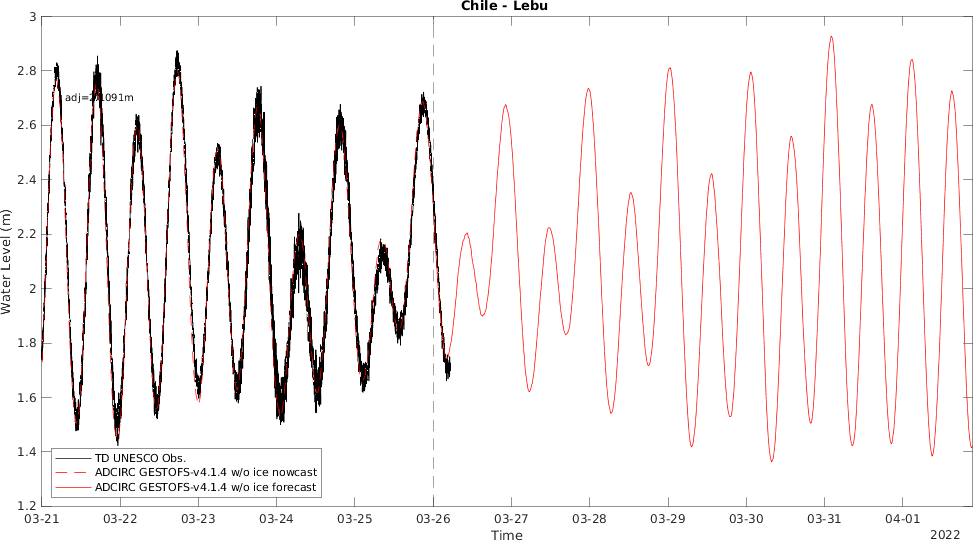 Chile - Lebu
3
2.8
adj=2.1091m
2.6
2.4
2.2
2
1.8
1.6
1.4
1.2
Water Level (m)
TD UNESCO Obs.
ADCIRC GESTOFS-v4.1.4 w/o ice nowcast
ADCIRC GESTOFS-v4.1.4 w/o ice forecast
03-21 03-22 03-23 03-24 03-25 03-26 03-27 03-28 03-29 03-30 03-31 04-01
Time
2022